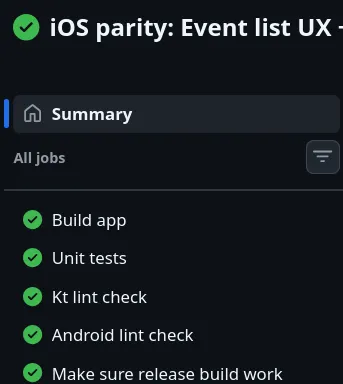 iOS parity: Event list UX
Summary
All jobs
Build app
Unit tests
Kt lint check
Android lint check
Make sure release build work